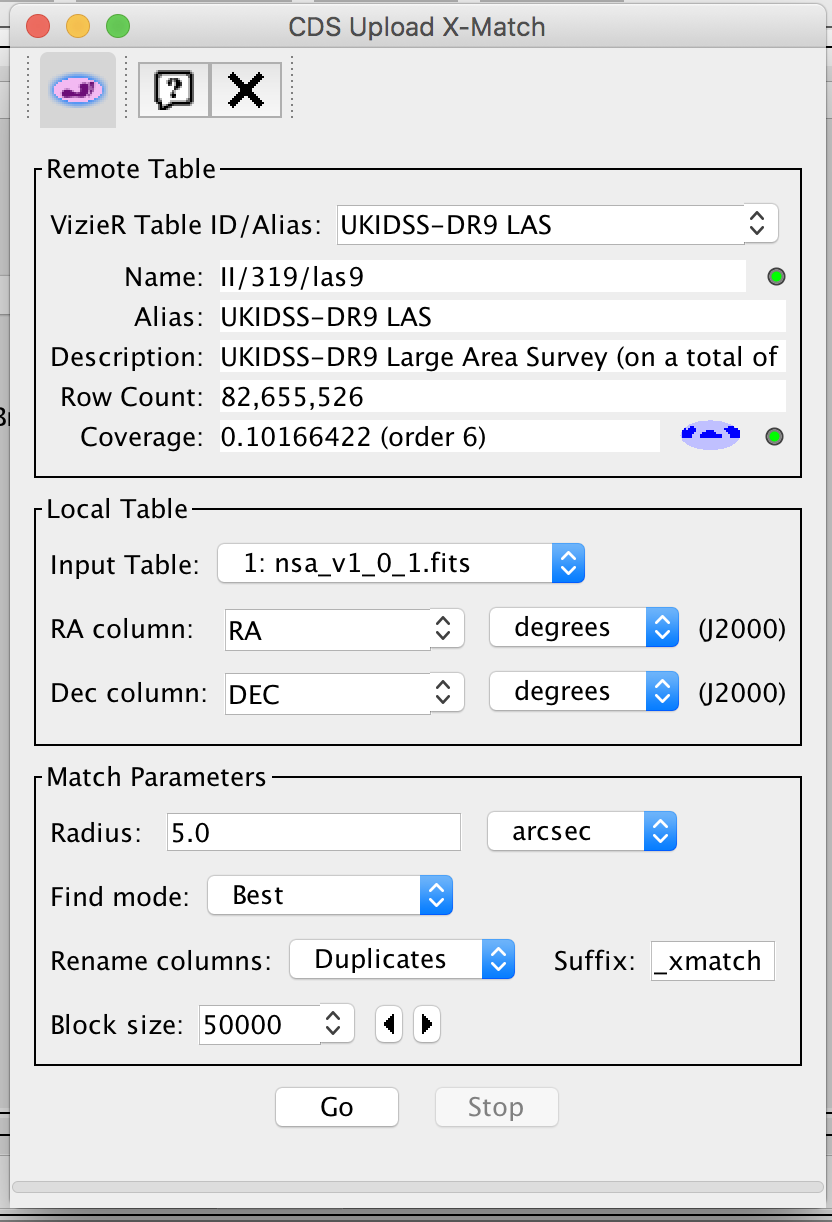 CDS Upload X-Match
?
Remote Table
VizieR Table ID/Alias: UKIDSS-DR9 LAS
Name: II/319/las9
Alias: UKIDSS-DR9 LAS
Description: UKIDSS-DR9 Large Area Survey (on a total of
Row Count: 82,655,526
Coverage: 0.10166422 (order 6)
Local Table
Input Table: 1: nsa_v1_0_1.fits
RA column: RA degrees (J2000)
Dec column: DEC degrees (J2000)
Match Parameters
Radius: 5.0 arcsec
Find mode: Best
Rename columns: Duplicates Suffix: _xmatch
Block size: 50000
Go Stop